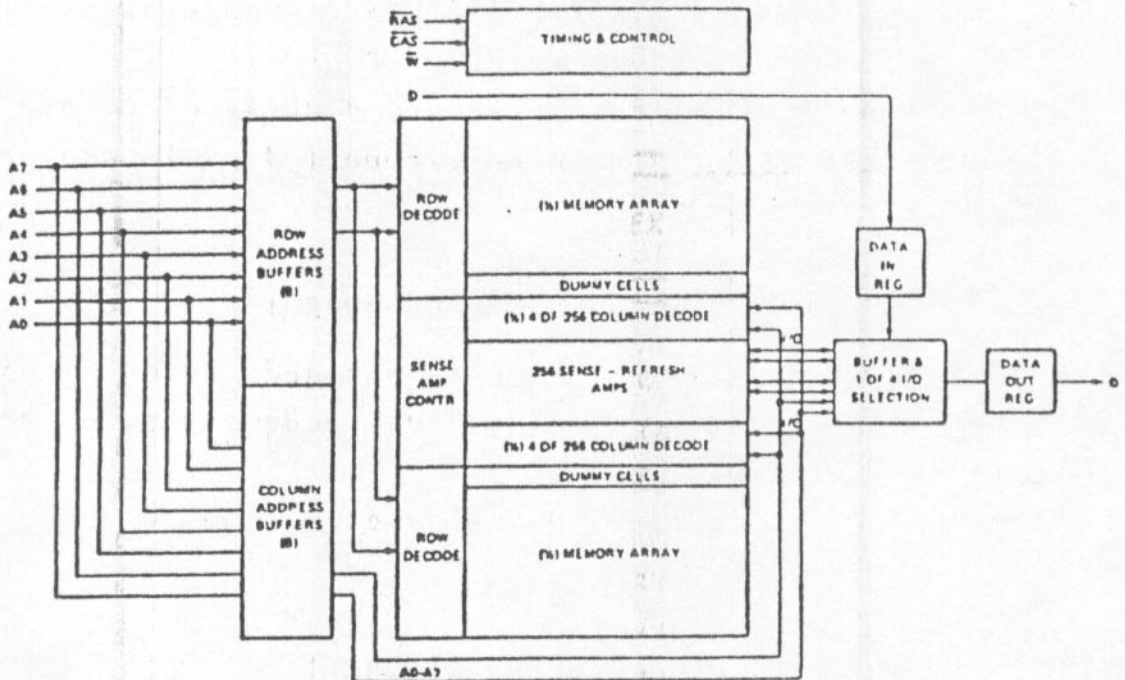 RAS
CAS
W
TIMING & CONTROL
D
A7
A6
A5
A4
A3
A2
A1
A0
ROW
ADDRESS
BUFFERS
(8)
COLUMN
ADDRESS
BUFFERS
(8)
ROW
DECODE
SENSE
AMP
CONTR
ROW
DECODE
(½) MEMORY ARRAY
DUMMY CELLS
(½) 4 OF 256 COLUMN DECODE
256 SENSE – REFRESH
AMPS
(½) 4 OF 256 COLUMN DECODE
DUMMY CELLS
(½) MEMORY ARRAY
A0-A7
DATA
IN
REG
BUFFER &
1 OF 4 I/O
SELECTION
DATA
OUT
REG
Q